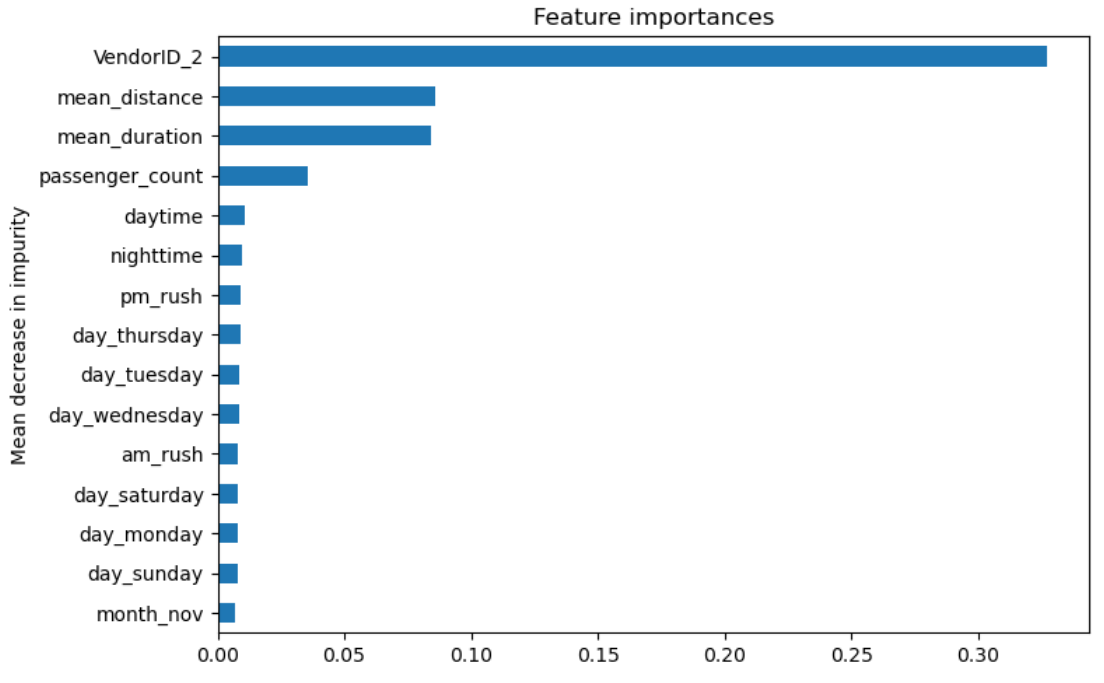 Feature importances
Mean decrease in impurity
VendorID_2
mean_distance
mean_duration
passenger_count
daytime
nighttime
pm_rush
day_thursday
day_tuesday
day_wednesday
am_rush
day_saturday
day_monday
day_sunday
month_nov
0.00 0.05 0.10 0.15 0.20 0.25 0.30